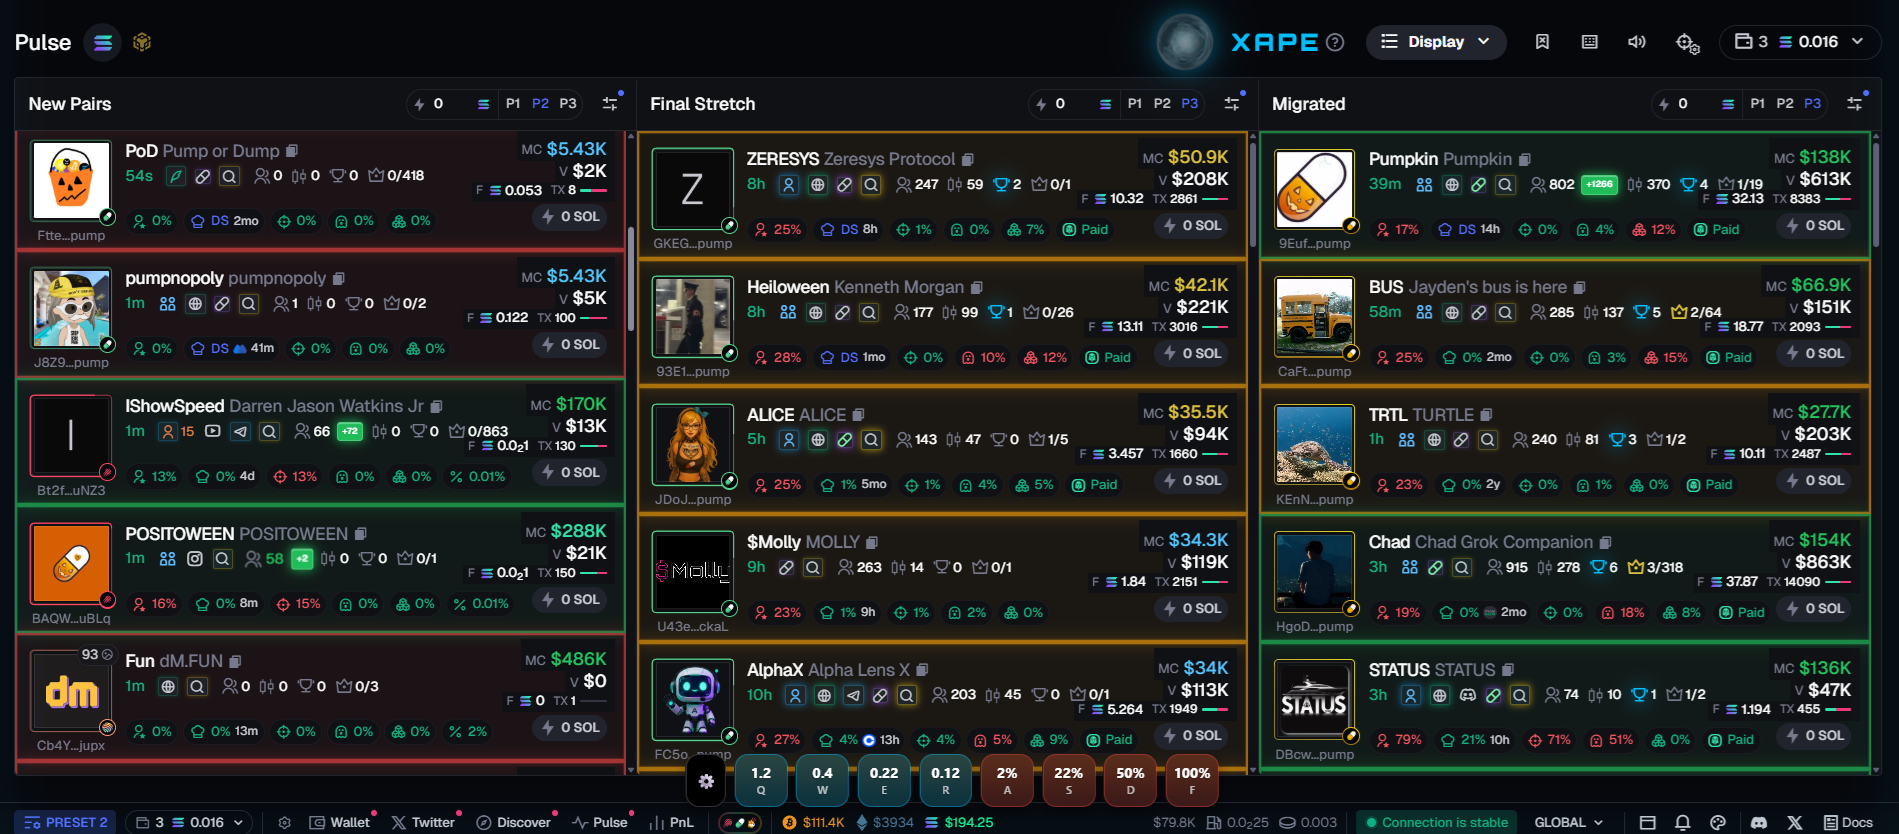 Pulse
XAPE
Display
3 0.016
New Pairs
0 P1 P2 P3
PoD Pump or Dump
MC $5.43K
54s 0 0 0 0/418
V $2K
F 0.053 TX 8
0% DS 2mo 0% 0% 0%
0 SOL
Ftte...pump
pumpnopoly pumpnopoly
MC $5.43K
1m 1 0 0 0/2
V $5K
F 0.122 TX 100
0% DS 41m 0% 0% 0%
0 SOL
J8Z9...pump
IShowSpeed Darren Jason Watkins Jr
MC $170K
1m 15 66 +72 0 0 0/863
V $13K
F 0.0₂1 TX 130
13% 0% 4d 13% 0% 0% 0.01%
0 SOL
Bt2f...uNZ3
POSITOWEEN POSITOWEEN
MC $288K
1m 58 +2 0 0 0/1
V $21K
F 0.0₂1 TX 150
16% 0% 8m 15% 0% 0% 0.01%
0 SOL
BAQW...uBLq
93
dm
Fun dM.FUN
MC $486K
1m 0 0 0 0/3
V $0
F 0 TX 1
0% 0% 13m 0% 0% 0% 2%
0 SOL
Cb4Y...jupx
Final Stretch
0 P1 P2 P3
Z
ZERESYS Zeresys Protocol
MC $50.9K
8h 247 59 2 0/1
V $208K
F 10.32 TX 2861
25% DS 8h 1% 0% 7% Paid
0 SOL
GKEG...pump
Heiloween Kenneth Morgan
MC $42.1K
8h 177 99 1 0/26
V $221K
F 13.11 TX 3016
28% DS 1mo 0% 10% 12% Paid
0 SOL
93E1...pump
ALICE ALICE
MC $35.5K
5h 143 47 0 1/5
V $94K
F 3.457 TX 1660
25% 1% 5mo 1% 4% 5% Paid
0 SOL
JDoJ...pump
$Molly
$Molly MOLLY
MC $34.3K
9h 263 14 0 0/1
V $119K
F 1.84 TX 2151
23% 1% 9h 1% 2% 0%
0 SOL
U43e...ckaL
AlphaX Alpha Lens X
MC $34K
10h 203 45 0 0/1
V $113K
F 5.264 TX 1949
27% 4% 13h 4% 5% 9% Paid
0 SOL
FC5o...pump
Migrated
0 P1 P2 P3
Pumpkin Pumpkin
MC $138K
39m 802 +1266 370 4 1/19
V $613K
F 32.13 TX 8383
17% DS 14h 0% 4% 12% Paid
0 SOL
9Euf...pump
BUS Jayden's bus is here
MC $66.9K
58m 285 137 5 2/64
V $151K
F 18.77 TX 2093
25% 0% 2mo 0% 3% 15% Paid
0 SOL
CaFt...pump
TRTL TURTLE
MC $27.7K
1h 240 81 3 1/2
V $203K
F 10.11 TX 2487
23% 0% 2y 0% 1% 0% Paid
0 SOL
KEnN...pump
Chad Chad Grok Companion
MC $154K
3h 915 278 6 3/318
V $863K
F 37.87 TX 14090
19% 0% 2mo 0% 18% 8% Paid
0 SOL
HgoD...pump
STATUS
STATUS STATUS
MC $136K
3h 74 10 1 1/2
V $47K
F 1.194 TX 455
79% 21% 10h 71% 51% 0% Paid
0 SOL
DBcw...pump
1.2 0.4 0.22 0.12 2% 22% 50% 100%
Q W E R A S D F
PRESET 2 3 0.016 Wallet Twitter Discover Pulse PnL $111.4K $3934 $194.25 $79.8K 0.0₂25 0.003 Connection is stable GLOBAL Docs